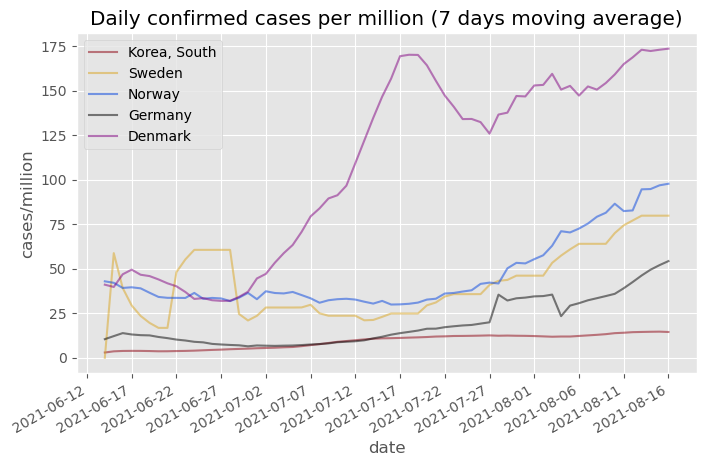 Daily confirmed cases per million (7 days moving average)
Korea, South
Sweden
Norway
Germany
Denmark
cases/million
175
150
125
100
75
50
25
0
2021-06-12
2021-06-17
2021-06-22
2021-06-27
2021-07-02
2021-07-07
2021-07-12
2021-07-17
2021-07-22
2021-07-27
2021-08-01
2021-08-06
2021-08-11
2021-08-16
date